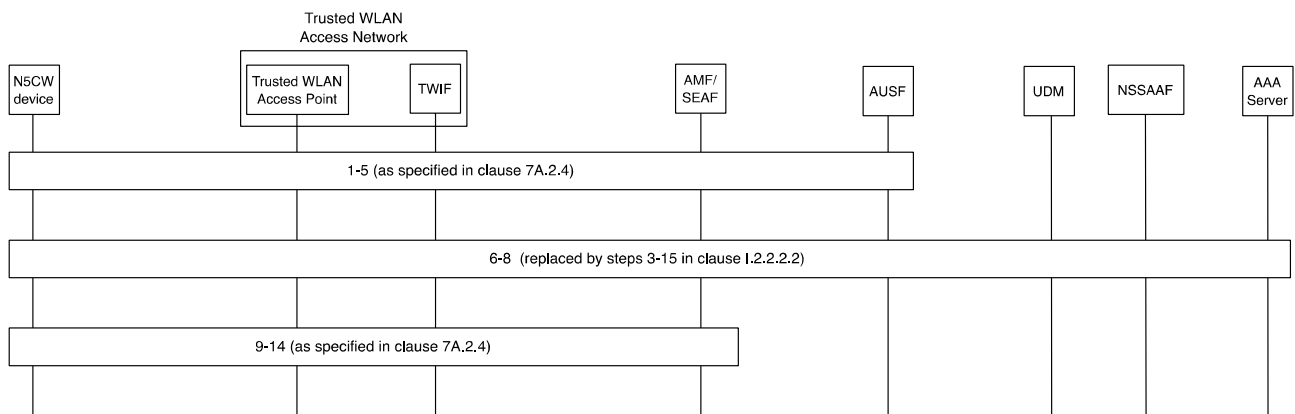 Trusted WLAN
Access Network
N5CW
device
Trusted WLAN
Access Point
TWIF
AMF/
SEAF
AUSF
UDM
NSSAAF
AAA
Server
1-5 (as specified in clause 7A.2.4)
6-8 (replaced by steps 3-15 in clause I.2.2.2.2)
9-14 (as specified in clause 7A.2.4)